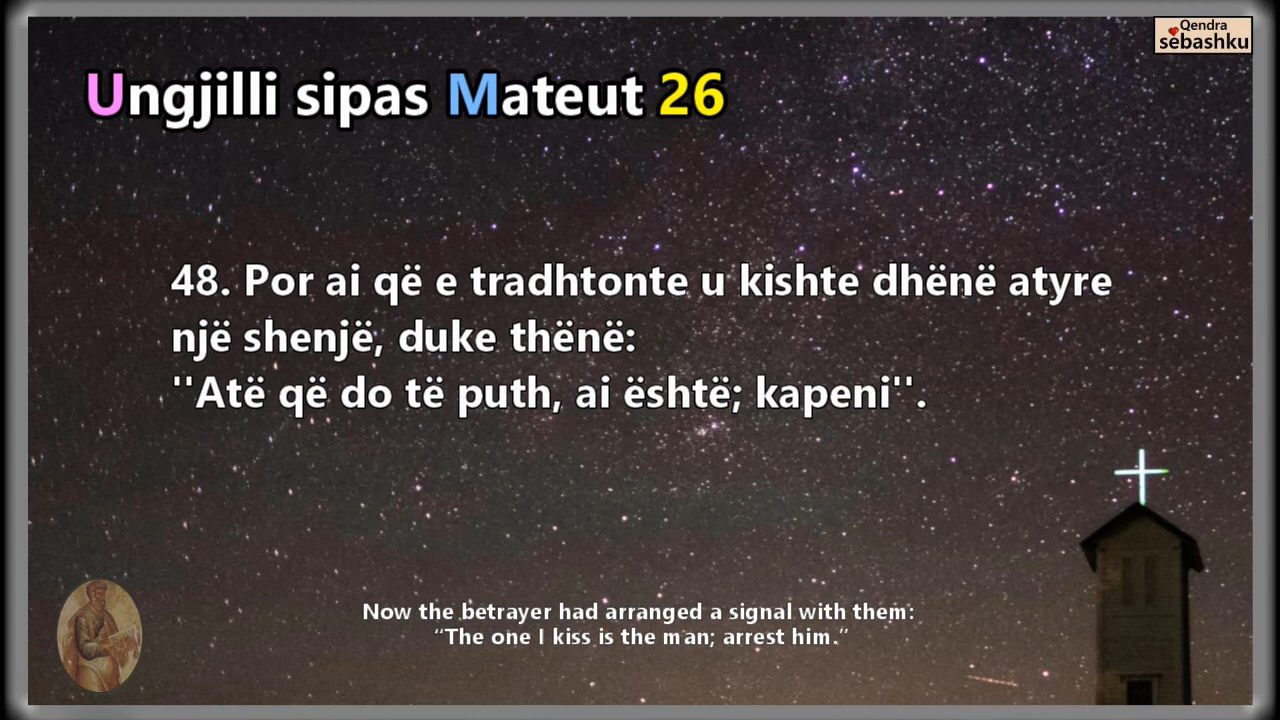 Qendra
sebashku
Ungjilli sipas Mateut 26
48. Por ai që e tradhtonte u kishte dhënë atyre
një shenjë, duke thënë:
''Atë që do të puth, ai është; kapeni''.
Now the betrayer had arranged a signal with them:
“The one I kiss is the man; arrest him.”